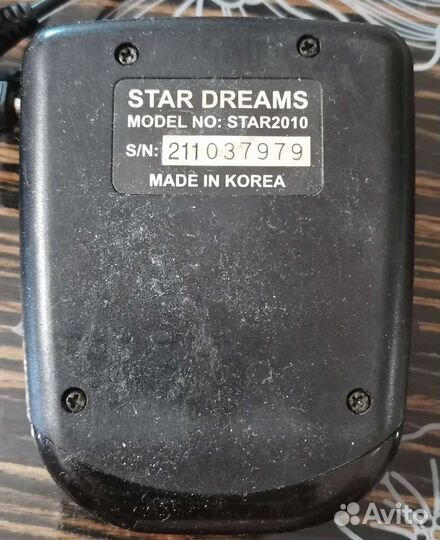 STAR DREAMS
MODEL NO: STAR2010
S/N: 211037979
MADE IN KOREA
Avito